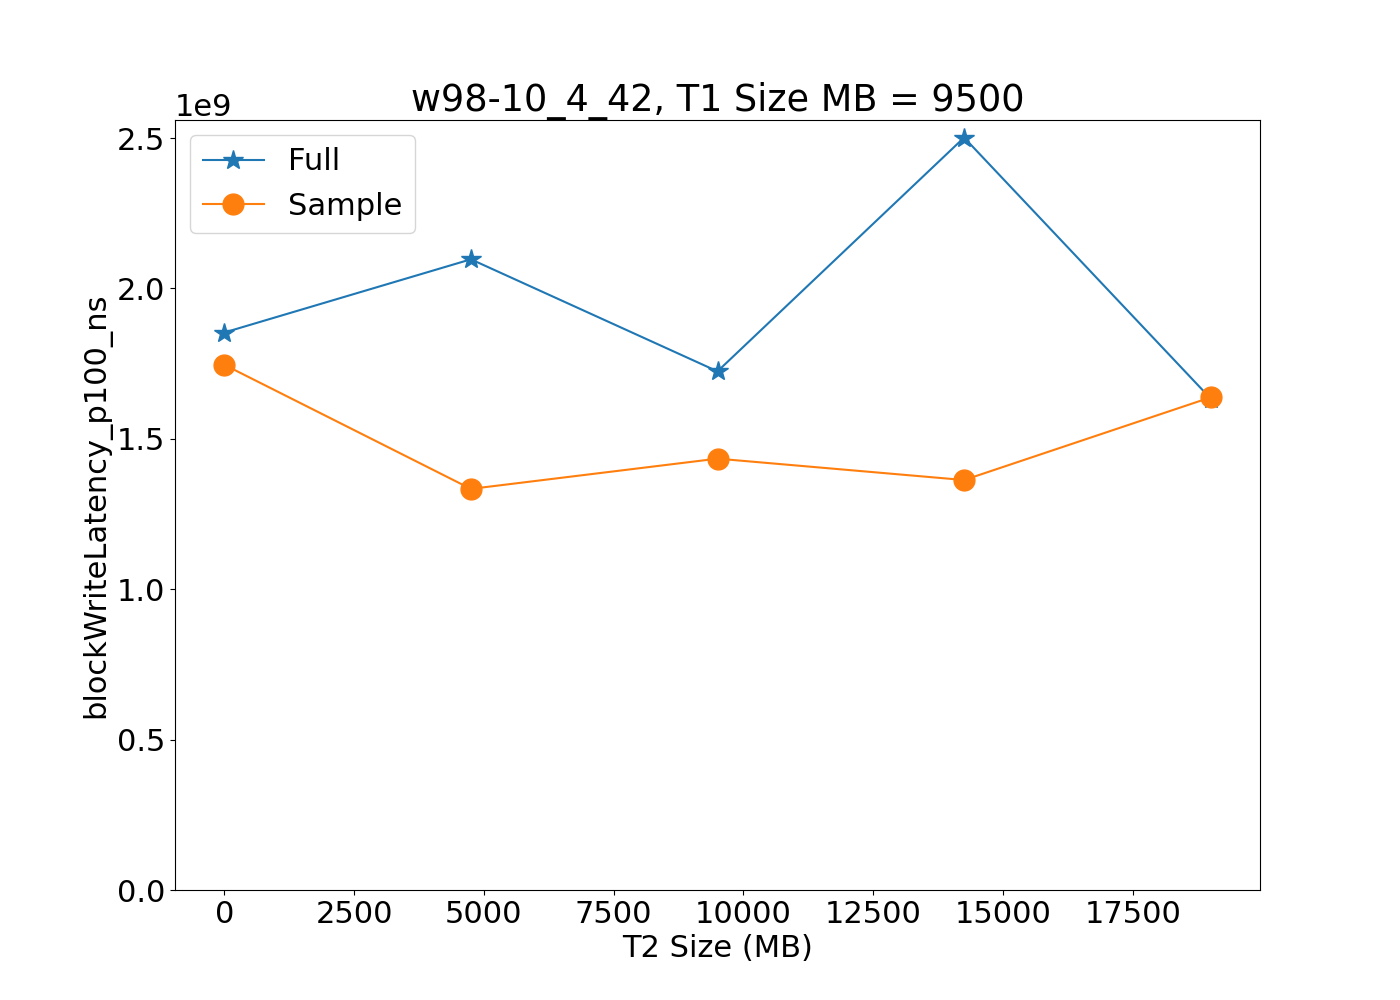 w98-10_4_42, T1 Size MB = 9500
1e9
Full
Sample
2.5
2.0
1.5
1.0
0.5
0.0
blockWriteLatency_p100_ns
0 2500 5000 7500 10000 12500 15000 17500
T2 Size (MB)